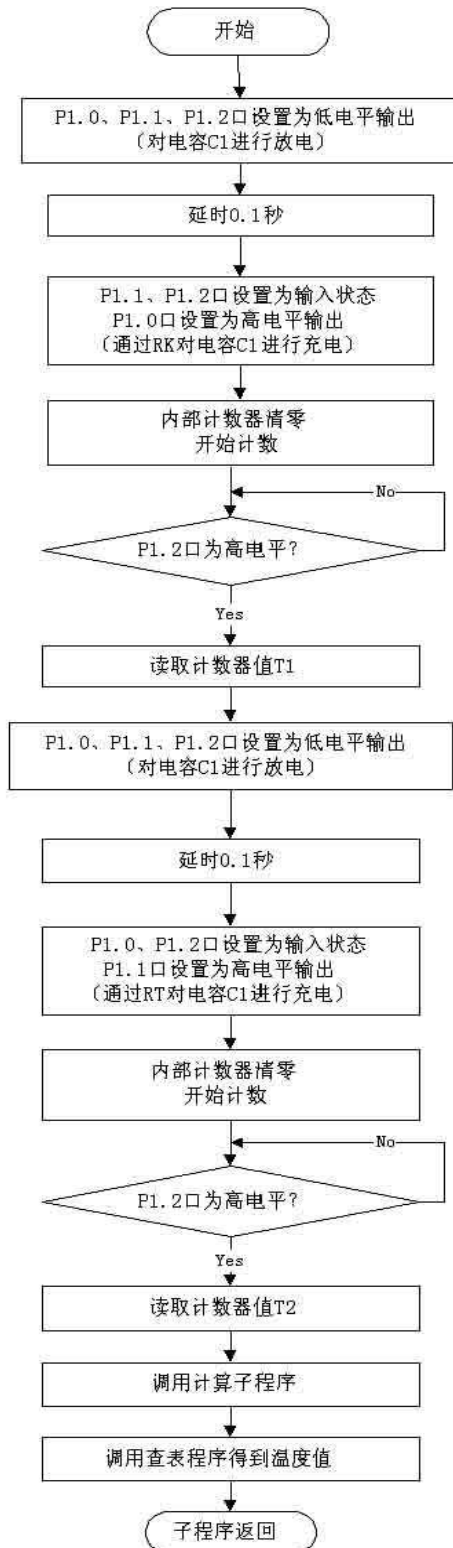 开始
P1.0、P1.1、P1.2口设置为低电平输出
（对电容C1进行放电）
延时0.1秒
P1.1、P1.2口设置为输入状态
P1.0口设置为高电平输出
（通过RK对电容C1进行充电）
内部计数器清零
开始计数
No
P1.2口为高电平？
Yes
读取计数器值T1
P1.0、P1.1、P1.2口设置为低电平输出
（对电容C1进行放电）
延时0.1秒
P1.0、P1.2口设置为输入状态
P1.1口设置为高电平输出
（通过RT对电容C1进行充电）
内部计数器清零
开始计数
No
P1.2口为高电平？
Yes
读取计数器值T2
调用计算子程序
调用查表程序得到温度值
子程序返回